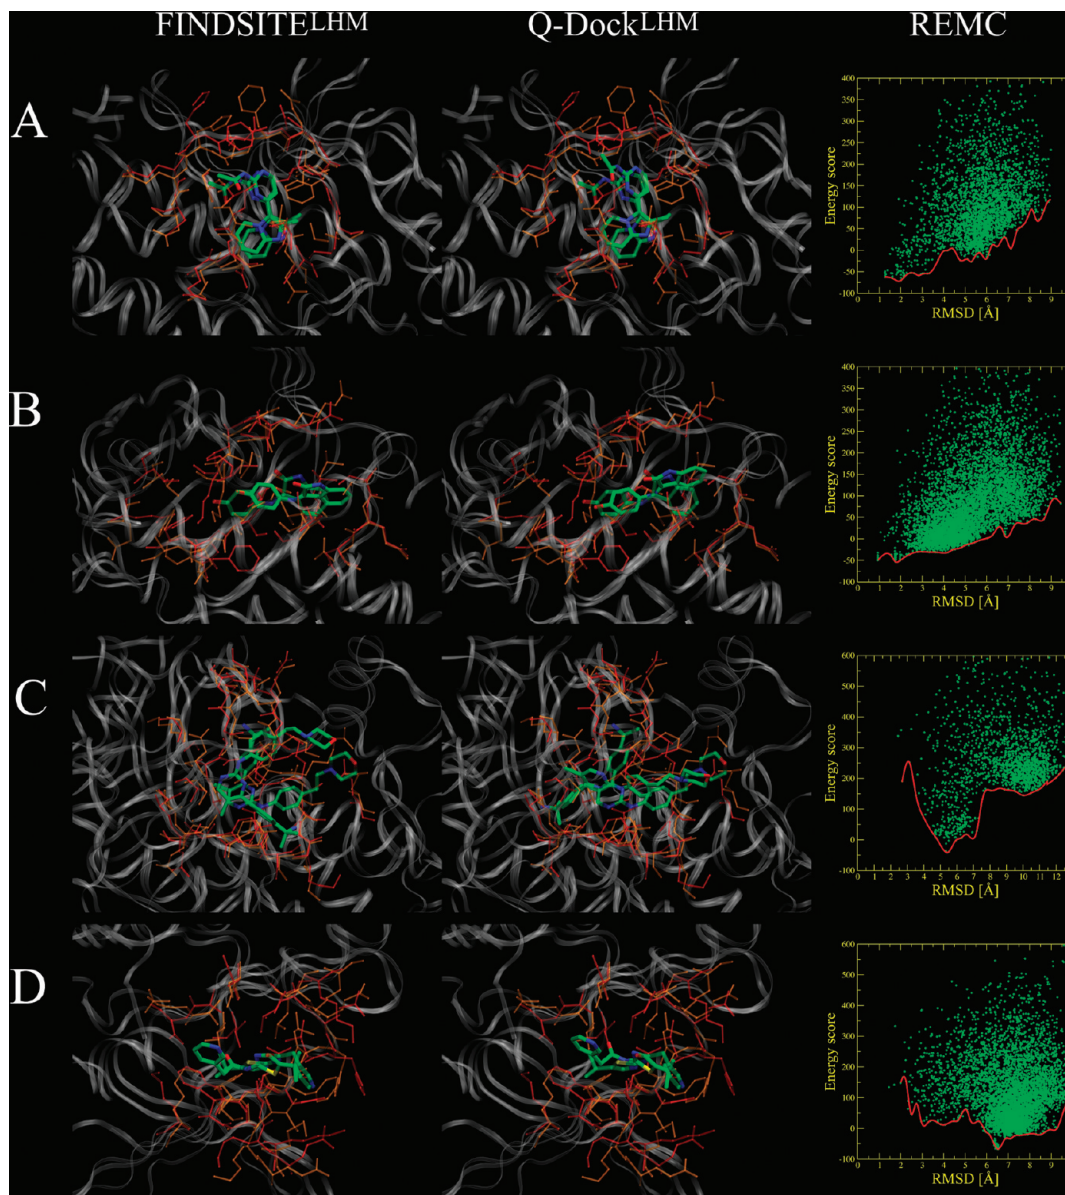 FINDSITELHM Q-DockLHM REMC
A
400
350
300
250
200
150
100
50
0
-50
-100
Energy score
0 1 2 3 4 5 6 7 8 9
RMSD [Å]
B
400
350
300
250
200
150
100
50
0
-50
-100
Energy score
0 1 2 3 4 5 6 7 8 9
RMSD [Å]
C
600
500
400
300
200
100
0
-100
Energy score
0 1 2 3 4 5 6 7 8 9 10 11 12
RMSD [Å]
D
600
500
400
300
200
100
0
-100
Energy score
0 1 2 3 4 5 6 7 8 9
RMSD [Å]